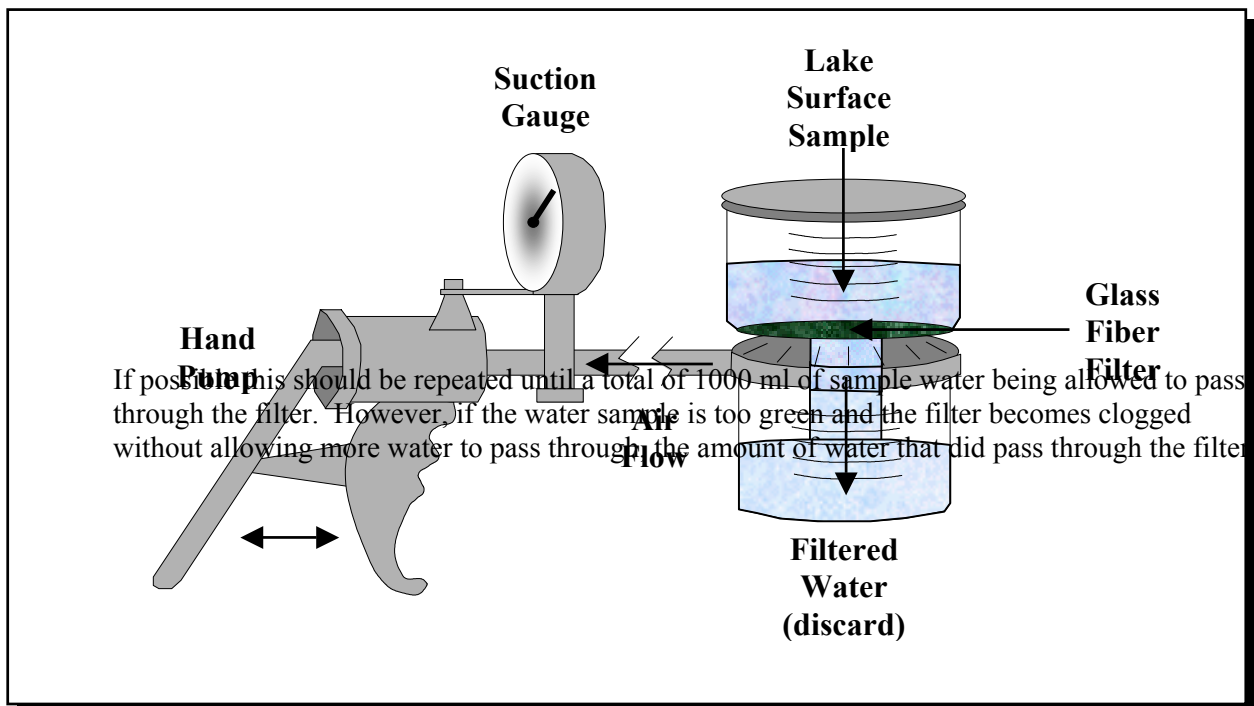 Suction
Gauge
Lake
Surface
Sample
Glass
Fiber
Filter
Hand
Pump
Air
Flow
If possible this should be repeated until a total of 1000 ml of sample water being allowed to pass
through the filter.  However, if the water sample is too green and the filter becomes clogged
without allowing more water to pass through, the amount of water that did pass through the filter
Filtered
Water
(discard)